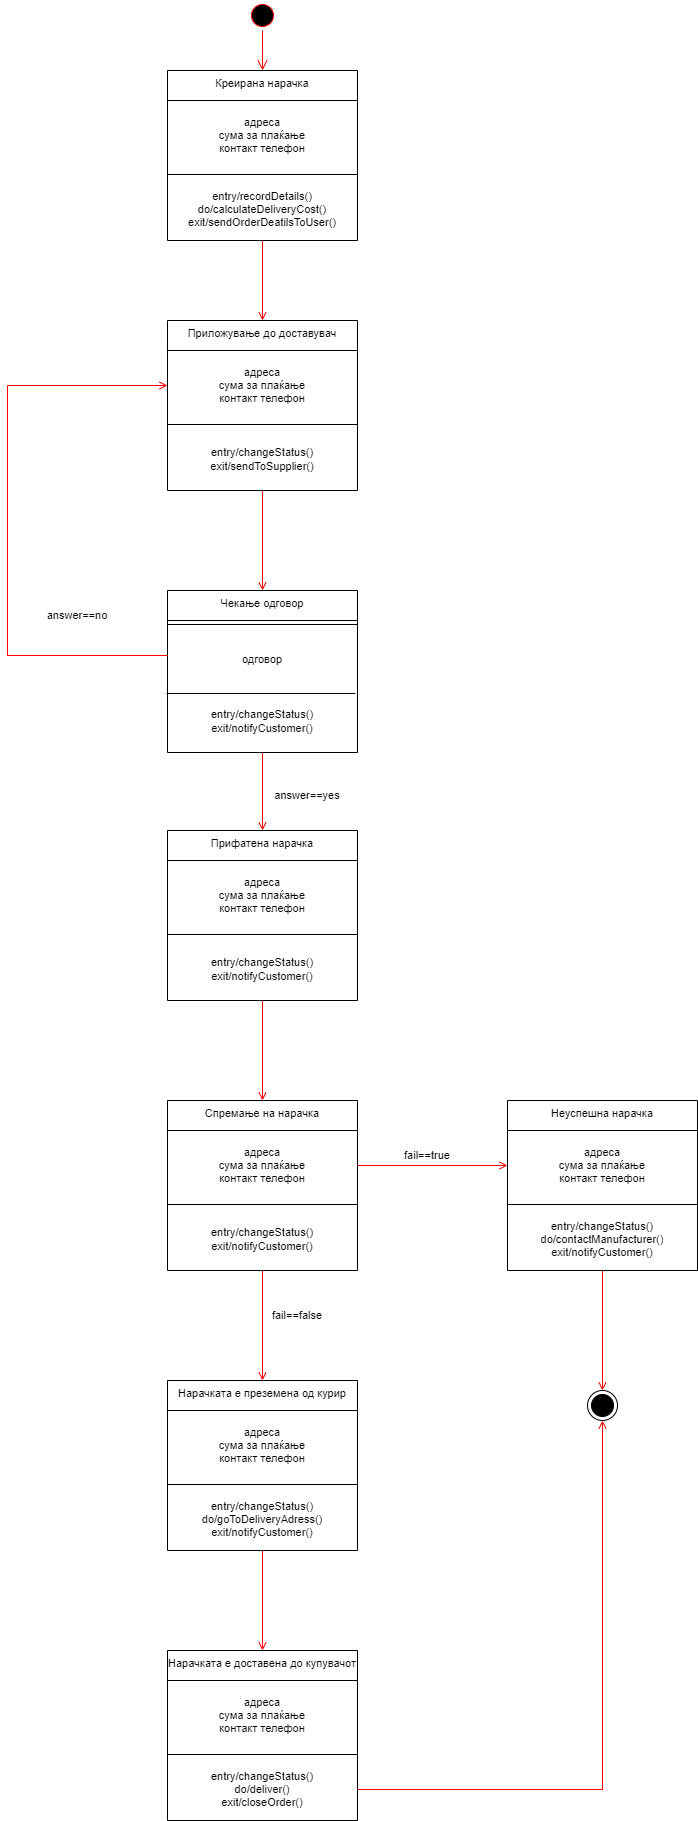 Креирана нарачка
адреса
сума за плаќање
контакт телефон
entry/recordDetails()
do/calculateDeliveryCost()
exit/sendOrderDeatilsToUser()
Приложување до доставувач
адреса
сума за плаќање
контакт телефон
entry/changeStatus()
exit/sendToSupplier()
Чекање одговор
answer==no
одговор
entry/changeStatus()
exit/notifyCustomer()
answer==yes
Прифатена нарачка
адреса
сума за плаќање
контакт телефон
entry/changeStatus()
exit/notifyCustomer()
Спремање на нарачка
адреса
сума за плаќање
контакт телефон
entry/changeStatus()
exit/notifyCustomer()
fail==true
Неуспешна нарачка
адреса
сума за плаќање
контакт телефон
entry/changeStatus()
do/contactManufacturer()
exit/notifyCustomer()
fail==false
Нарачката е преземена од курир
адреса
сума за плаќање
контакт телефон
entry/changeStatus()
do/goToDeliveryAdress()
exit/notifyCustomer()
Нарачката е доставена до купувачот
адреса
сума за плаќање
контакт телефон
entry/changeStatus()
do/deliver()
exit/closeOrder()